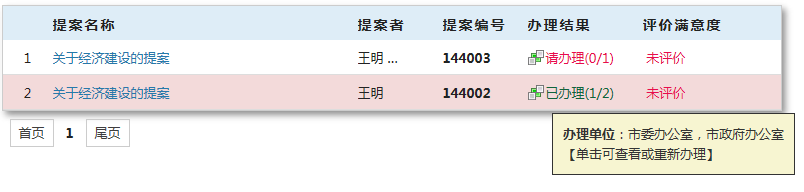 提案名称 提案者 提案编号 办理结果 评价满意度
1 关于经济建设的提案 王明 ... 144003 请办理(0/1) 未评价
2 关于经济建设的提案 王明 144002 已办理(1/2) 未评价
首页 1 尾页
办理单位：市委办公室，市政府办公室
【单击可查看或重新办理】